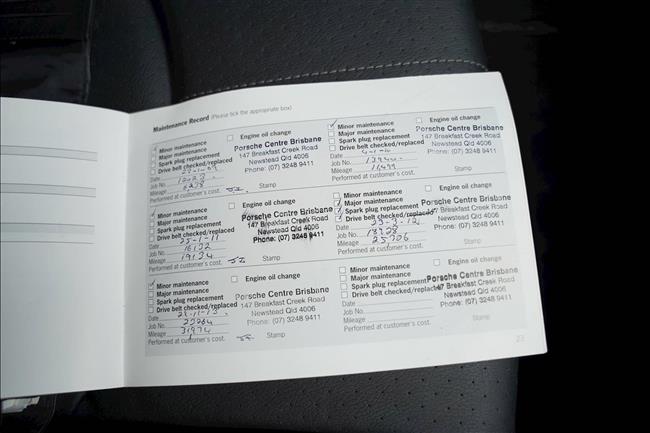 Maintenance Record (Please tick the appropriate box)
Minor maintenance
Engine oil change
Major maintenance
Spark plug replacement
Drive belt checked/replaced
Date
Job No.
Mileage
Performed at customer's cost.
Stamp
Porsche Centre Brisbane
147 Breakfast Creek Road
Newstead Qld 4006
Phone: (07) 3248 9411
Minor maintenance
Engine oil change
Major maintenance
Spark plug replacement
Drive belt checked/replaced
Date
Job No.
Mileage
Performed at customer's cost.
Stamp
Porsche Centre Brisbane
147 Breakfast Creek Road
Newstead Qld 4006
Phone: (07) 3248 9411
Minor maintenance
Engine oil change
Major maintenance
Spark plug replacement
Drive belt checked/replaced
Date 25-1-11
Job No. 16132
Mileage 19134
Performed at customer's cost.
Stamp
Porsche Centre Brisbane
147 Breakfast Creek Road
Newstead Qld 4006
Phone: (07) 3248 9411
Minor maintenance
Engine oil change
Major maintenance
Spark plug replacement
Drive belt checked/replaced
Date 23-3-12
Job No. 18928
Mileage 25706
Performed at customer's cost.
Stamp
Porsche Centre Brisbane
147 Breakfast Creek Road
Newstead Qld 4006
Phone: (07) 3248 9411
Minor maintenance
Engine oil change
Major maintenance
Spark plug replacement
Drive belt checked/replaced
Date
Job No.
Mileage 31974
Performed at customer's cost.
Stamp
Porsche Centre Brisbane
147 Breakfast Creek Road
Newstead Qld 4006
Phone: (07) 3248 9411
Minor maintenance
Engine oil change
Major maintenance
Spark plug replacement
Drive belt checked/replaced
Date
Job No.
Mileage
Performed at customer's cost.
Stamp
Porsche Centre Brisbane
147 Breakfast Creek Road
Newstead Qld 4006
Phone: (07) 3248 9411
23